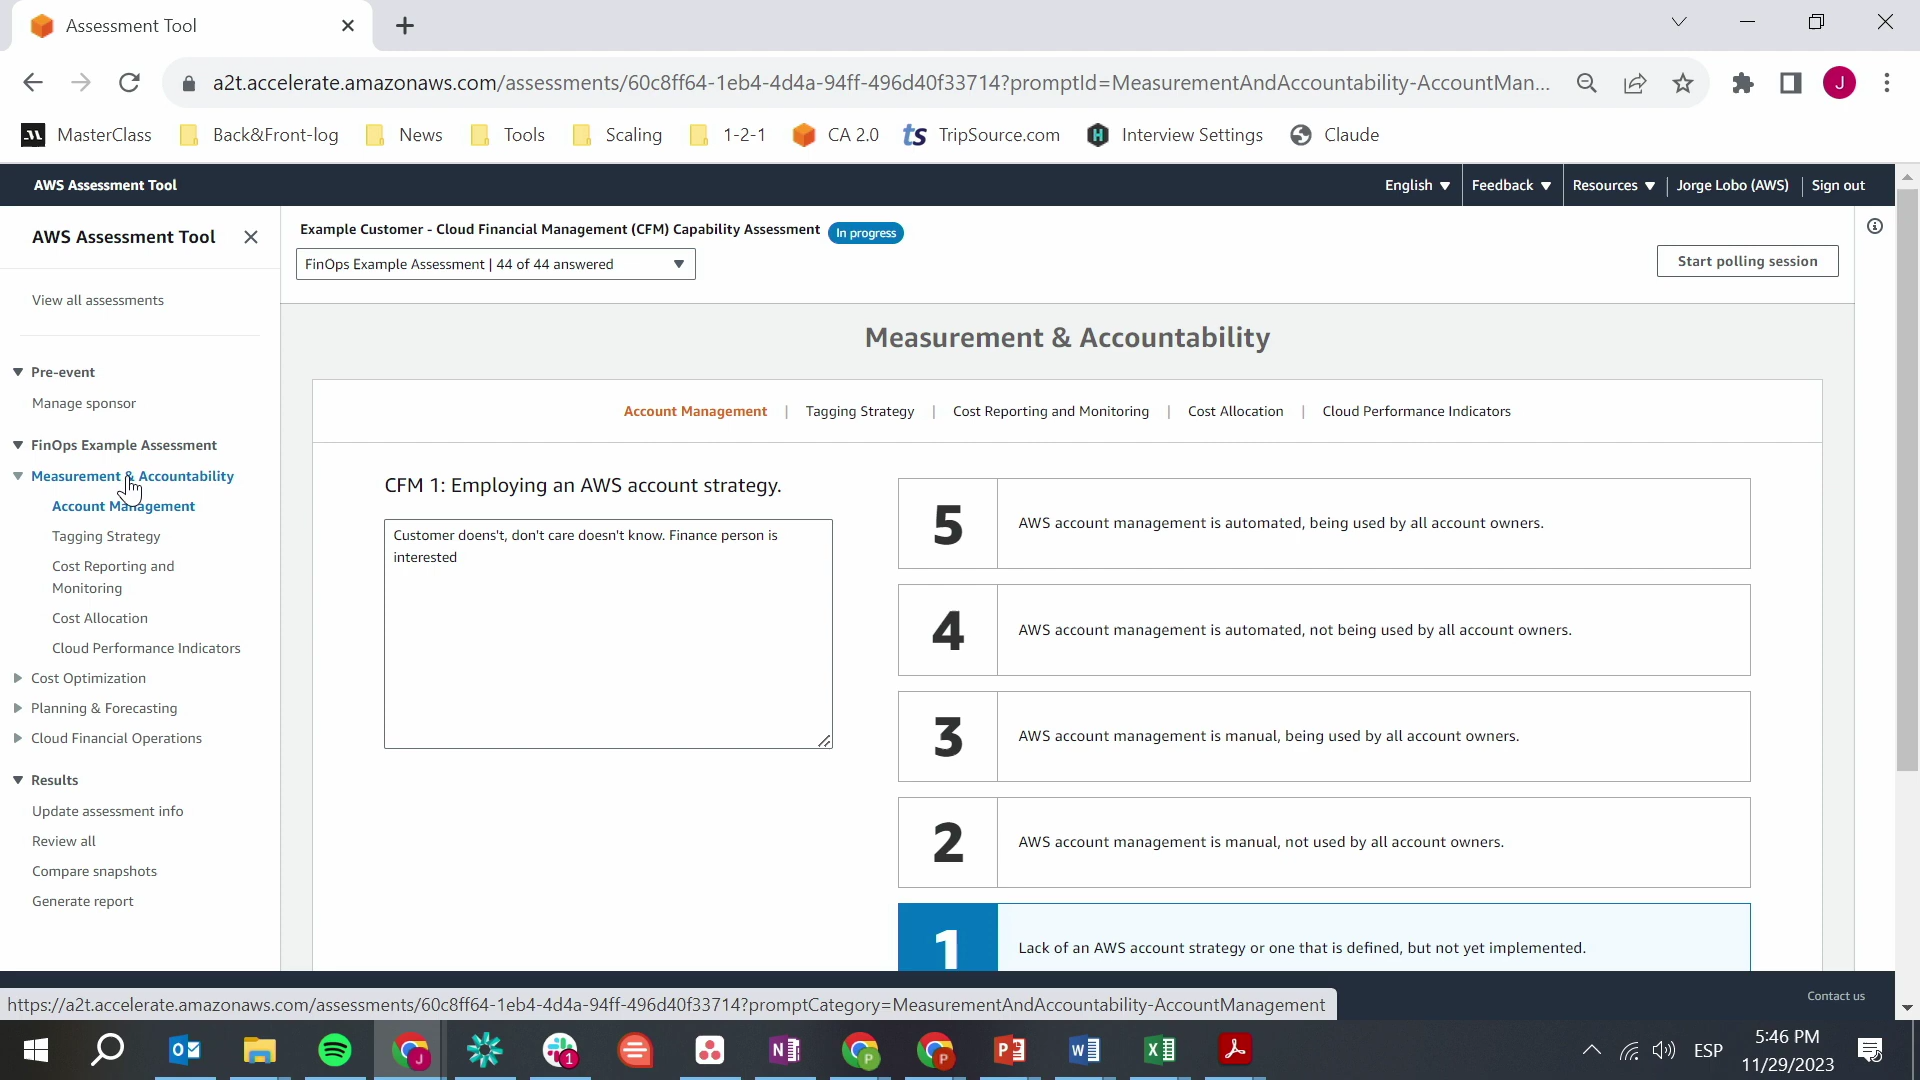 Assessment Tool
a2t.accelerate.amazonaws.com/assessments/60c8ff64-1eb4-4d4a-94ff-496d40f33714?promptId=MeasurementAndAccountability-AccountMan...
J
MasterClass
Back&Front-log
News
Tools
Scaling
1-2-1
CA 2.0
ts TripSource.com
H Interview Settings
Claude
AWS Assessment Tool
English
Feedback
Resources
Jorge Lobo (AWS)
Sign out
AWS Assessment Tool
View all assessments
Pre-event
Manage sponsor
FinOps Example Assessment
Measurement & Accountability
Account Management
Tagging Strategy
Cost Reporting and
Monitoring
Cost Allocation
Cloud Performance Indicators
Cost Optimization
Planning & Forecasting
Cloud Financial Operations
Results
Update assessment info
Review all
Compare snapshots
Generate report
Example Customer - Cloud Financial Management (CFM) Capability Assessment
In progress
FinOps Example Assessment | 44 of 44 answered
Start polling session
Measurement & Accountability
Account Management | Tagging Strategy | Cost Reporting and Monitoring | Cost Allocation | Cloud Performance Indicators
CFM 1: Employing an AWS account strategy.
Customer doens't, don't care doesn't know. Finance person is
interested
5 AWS account management is automated, being used by all account owners.
4 AWS account management is automated, not being used by all account owners.
3 AWS account management is manual, being used by all account owners.
2 AWS account management is manual, not used by all account owners.
1 Lack of an AWS account strategy or one that is defined, but not yet implemented.
Contact us
https://a2t.accelerate.amazonaws.com/assessments/60c8ff64-1eb4-4d4a-94ff-496d40f33714?promptCategory=MeasurementAndAccountability-AccountManagement
J
1
N
P
P
P
W
X
ESP
5:46 PM
11/29/2023